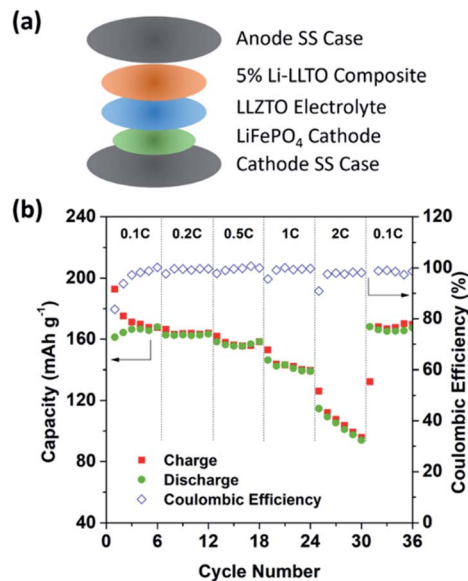 (a)
Anode SS Case
5% Li-LLTO Composite
LLZTO Electrolyte
LiFePO₄ Cathode
Cathode SS Case
(b)
240
200
160
120
80
40
Capacity (mAh g⁻¹)
0.1C 0.2C 0.5C 1C 2C 0.1C
Charge
Discharge
Coulombic Efficiency
120
100
80
60
40
20
0
Coulombic Efficiency (%)
0 6 12 18 24 30 36
Cycle Number